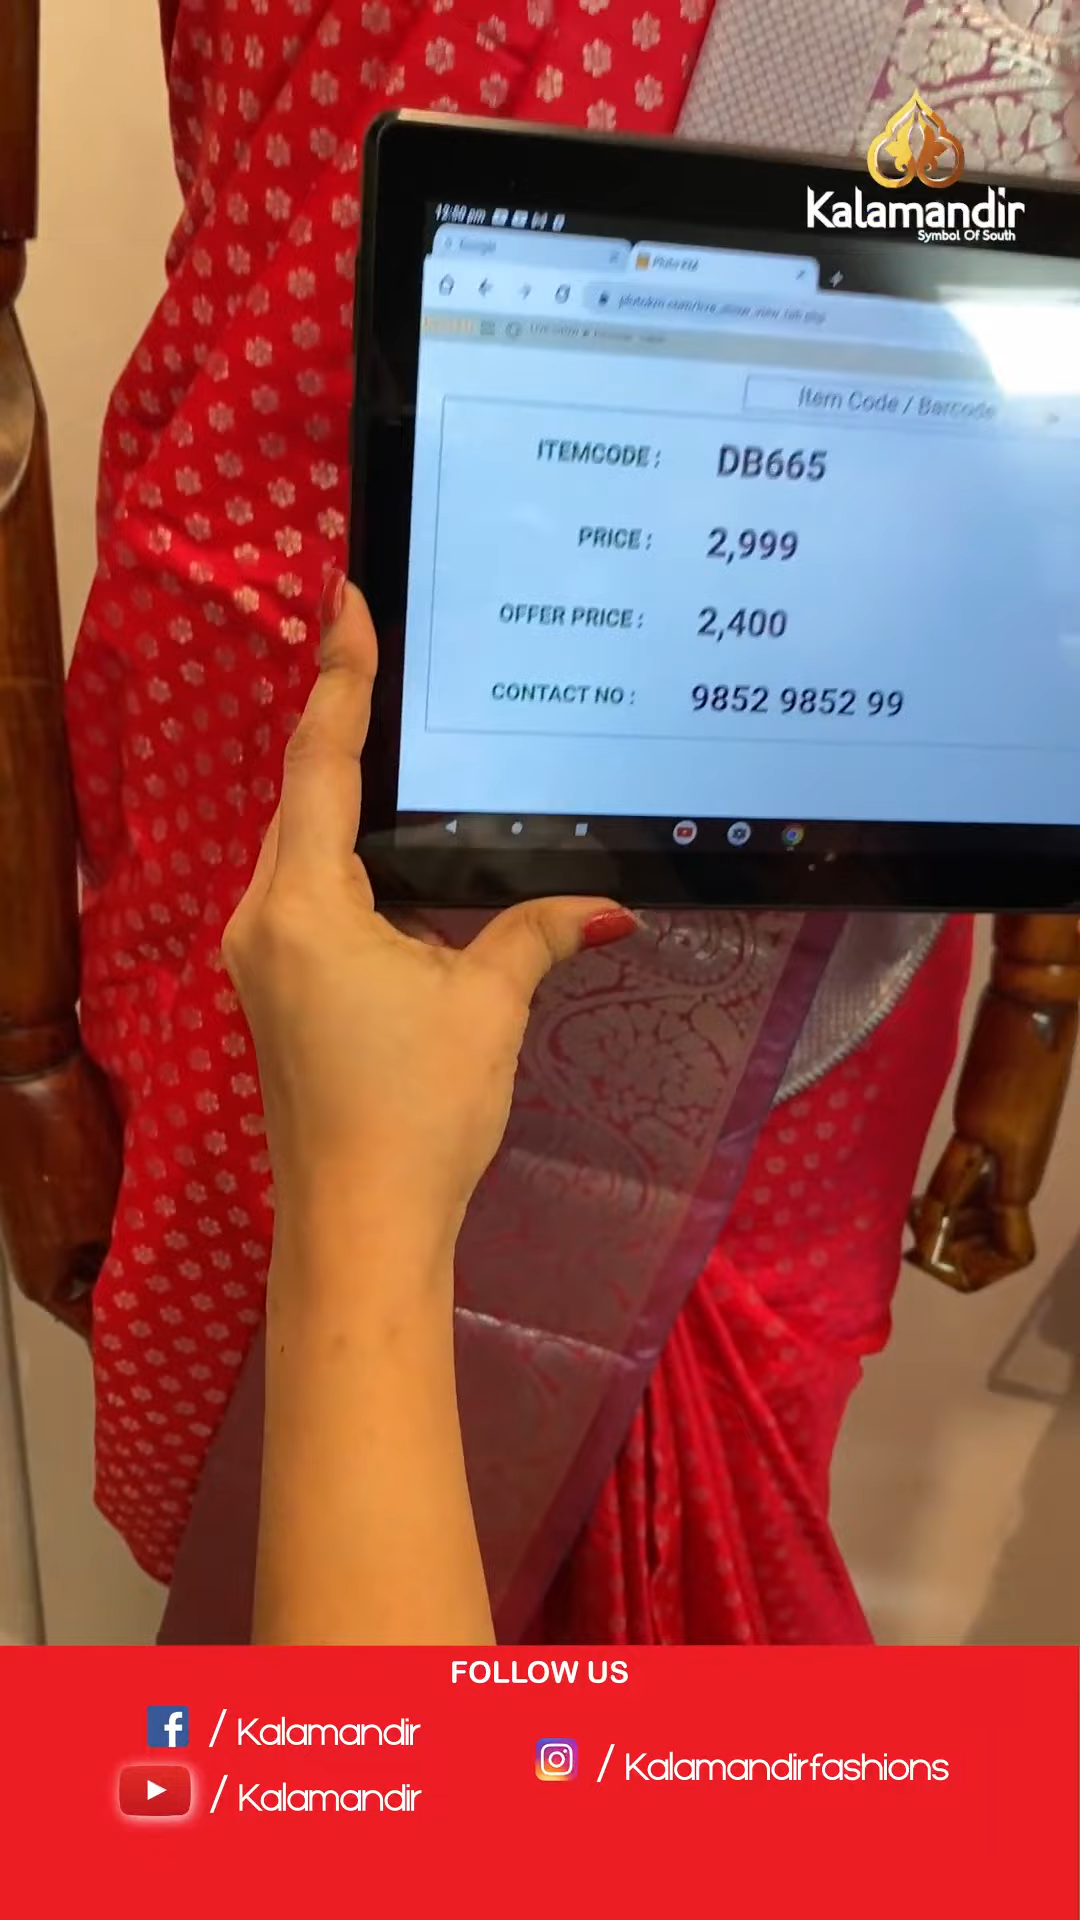 Kalamandir
Symbol Of South
Google
Item Code / Barcode
ITEMCODE : DB665
PRICE : 2,999
OFFER PRICE : 2,400
CONTACT NO : 9852 9852 99
FOLLOW US
/ Kalamandir
/ Kalamandirfashions
/ Kalamandir